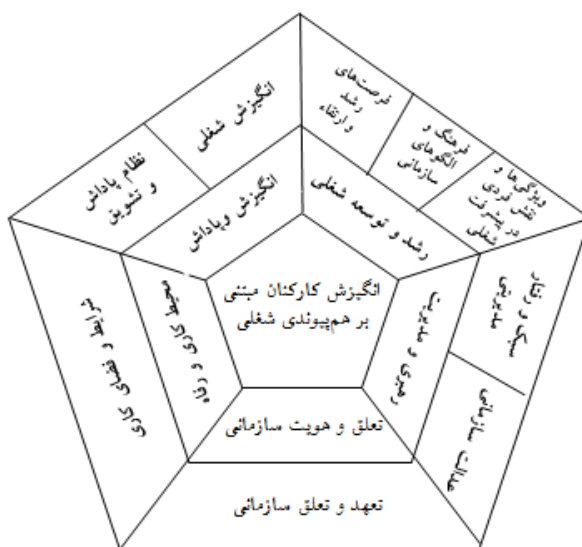 انگیزش کارکنان مبتنی
بر هم‌پیوندی شغلی
رشد و توسعه شغلی
فرصت‌های
رشد
و ارتقاء
فرهنگ و
الگوهای
سازمانی
ویژگی‌ها و
نقش فردی
در پیشرفت
شغلی
رهبری و مدیریت
سبک و رفتار
مدیریتی
عدالت سازمانی
تعلق و هویت سازمانی
تعهد و تعلق سازمانی
محیط کاری و رفاه
شرایط و فضای کاری
انگیزش وپاداش
نظام پاداش
و تشویق
انگیزش شغلی